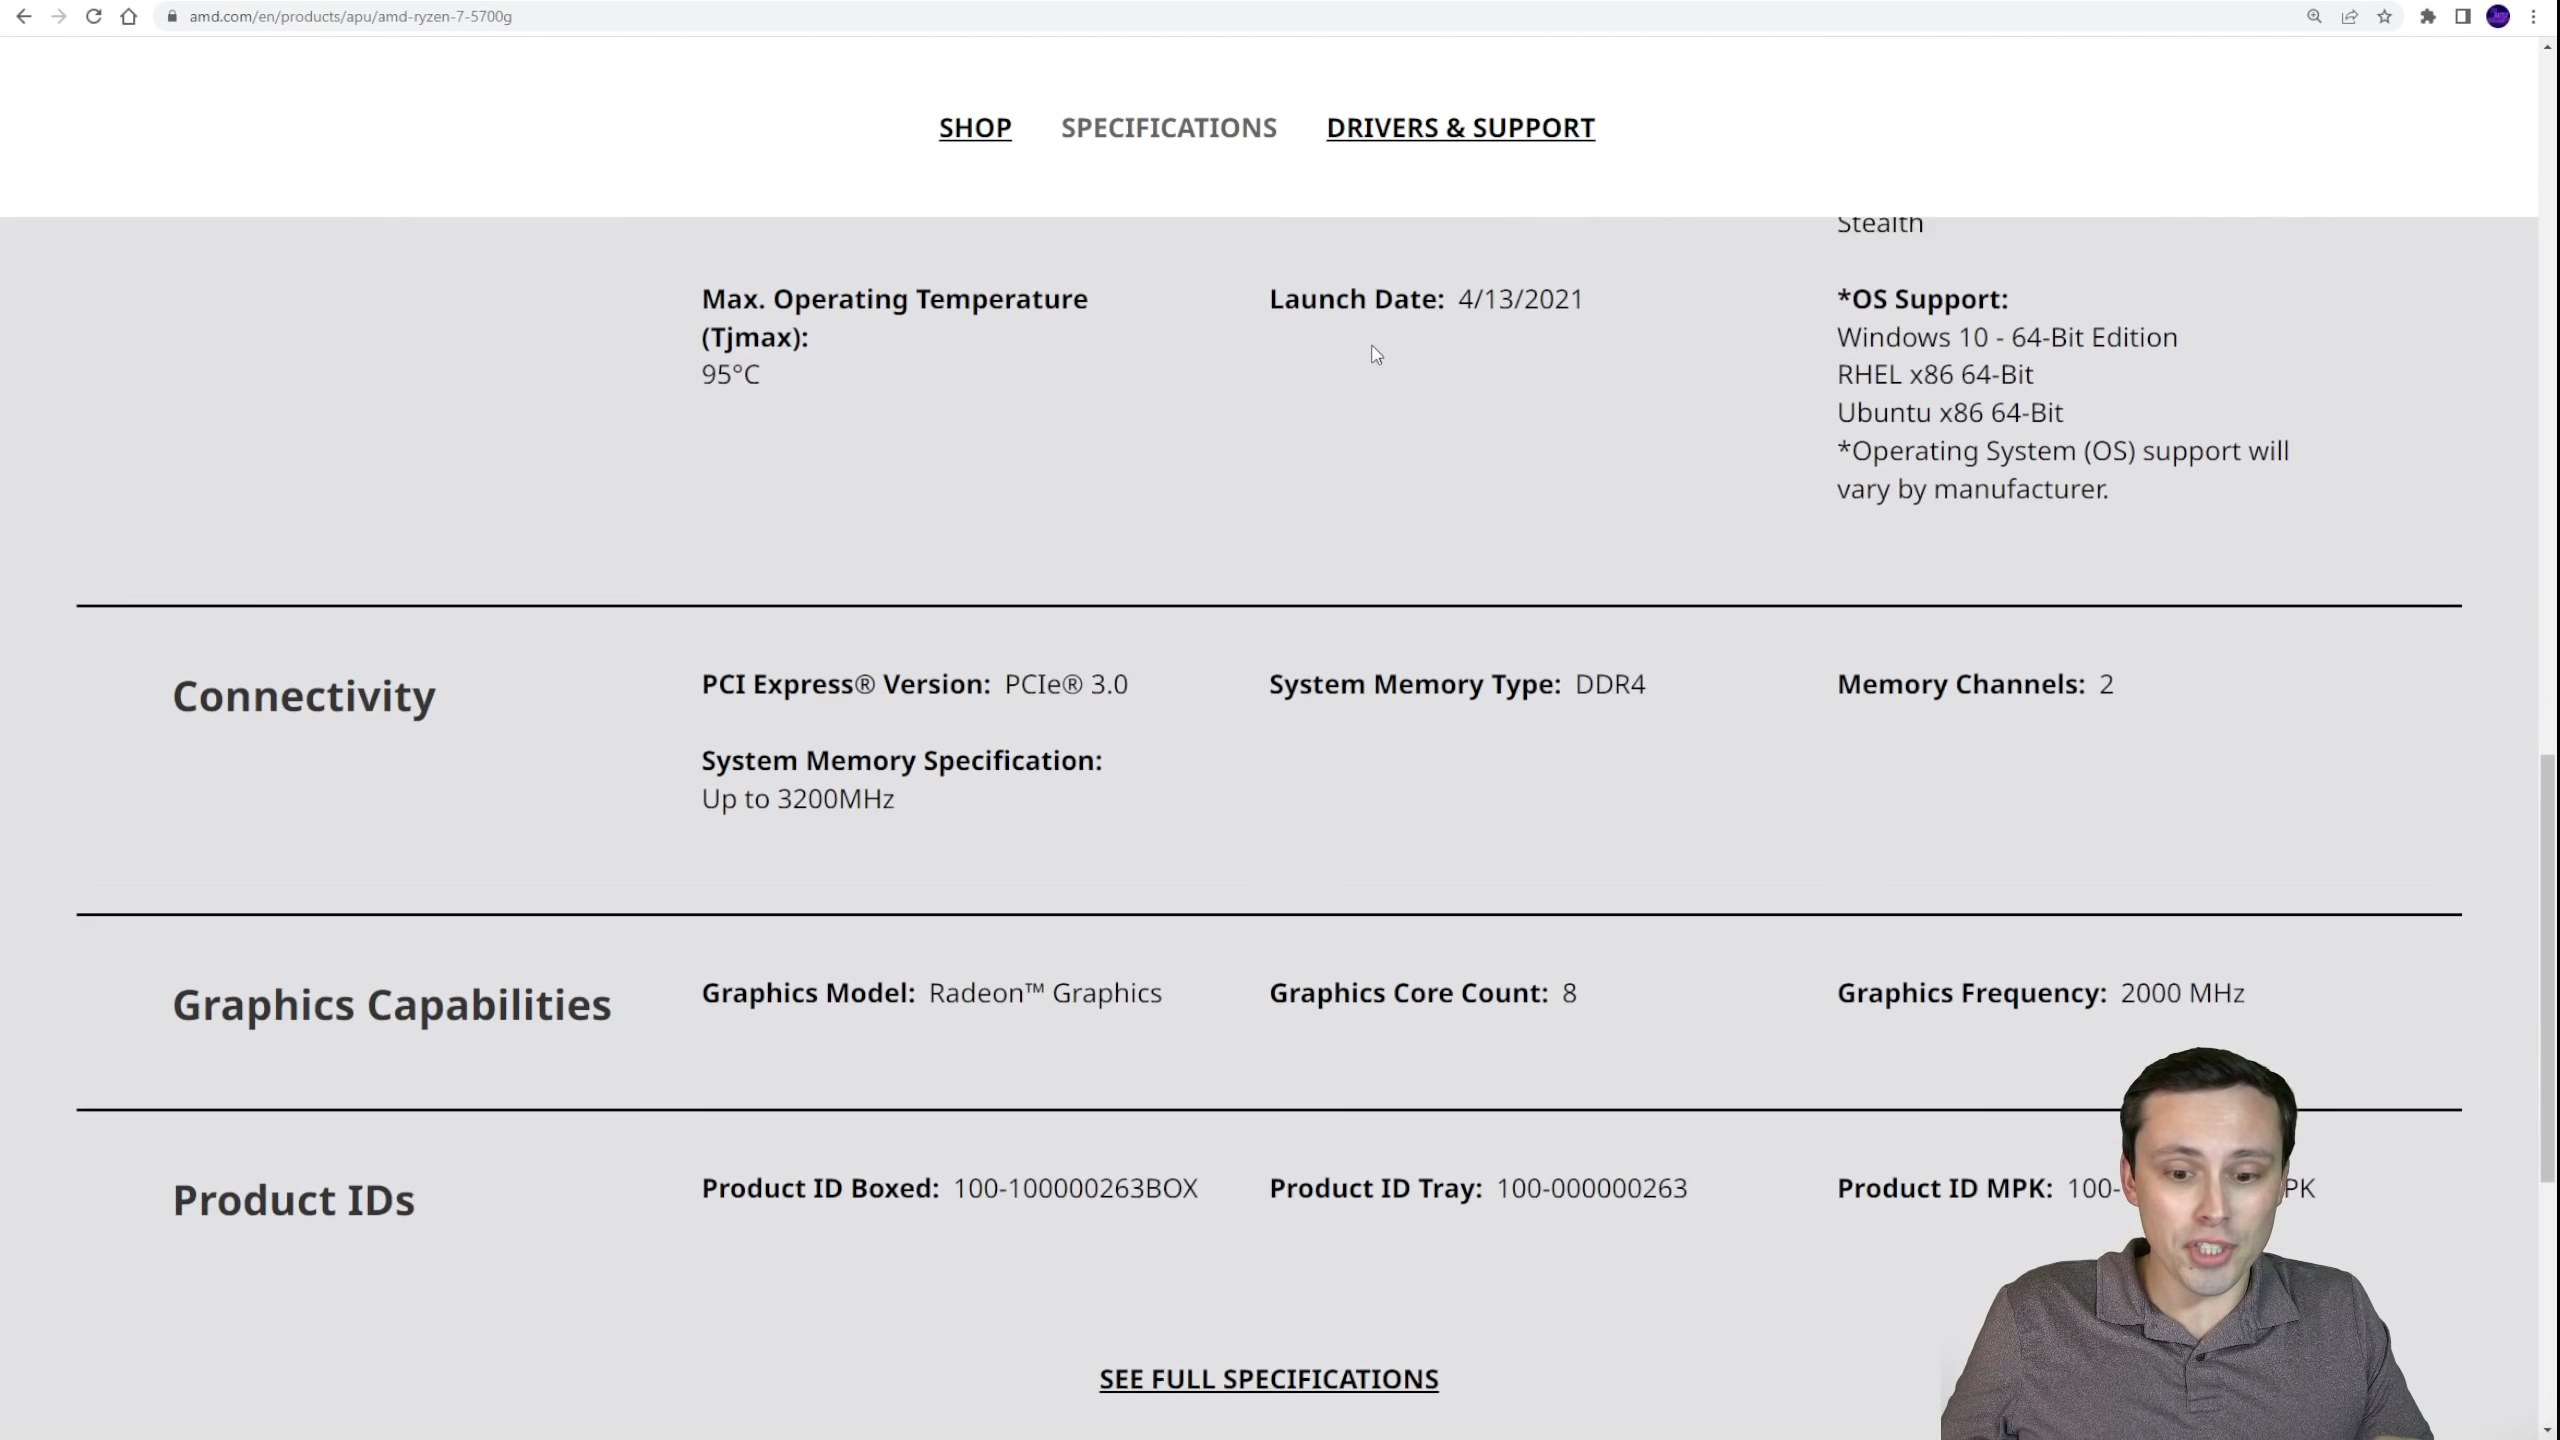 amd.com/en/products/apu/amd-ryzen-7-5700g
SHOP SPECIFICATIONS DRIVERS & SUPPORT
Stealth
Max. Operating Temperature
(Tjmax):
95°C
Launch Date: 4/13/2021
*OS Support:
Windows 10 - 64-Bit Edition
RHEL x86 64-Bit
Ubuntu x86 64-Bit
*Operating System (OS) support will
vary by manufacturer.
Connectivity
PCI Express® Version: PCIe® 3.0
System Memory Type: DDR4
Memory Channels: 2
System Memory Specification:
Up to 3200MHz
Graphics Capabilities
Graphics Model: Radeon™ Graphics
Graphics Core Count: 8
Graphics Frequency: 2000 MHz
Product IDs
Product ID Boxed: 100-100000263BOX
Product ID Tray: 100-000000263
Product ID MPK: 100- PK
SEE FULL SPECIFICATIONS